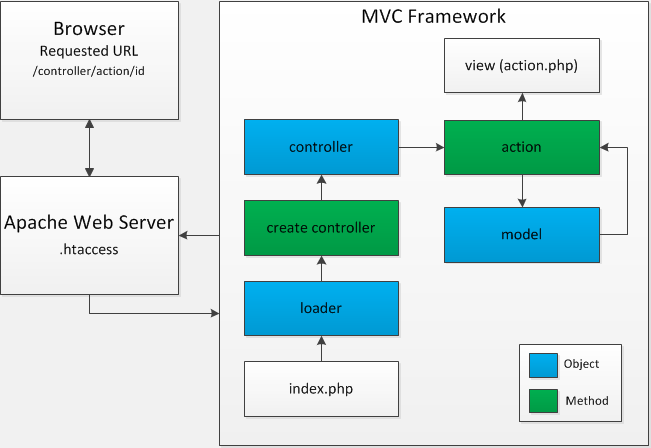 Browser
Requested URL
/controller/action/id
Apache Web Server
.htaccess
MVC Framework
view (action.php)
controller
action
create controller
model
loader
index.php
Object
Method